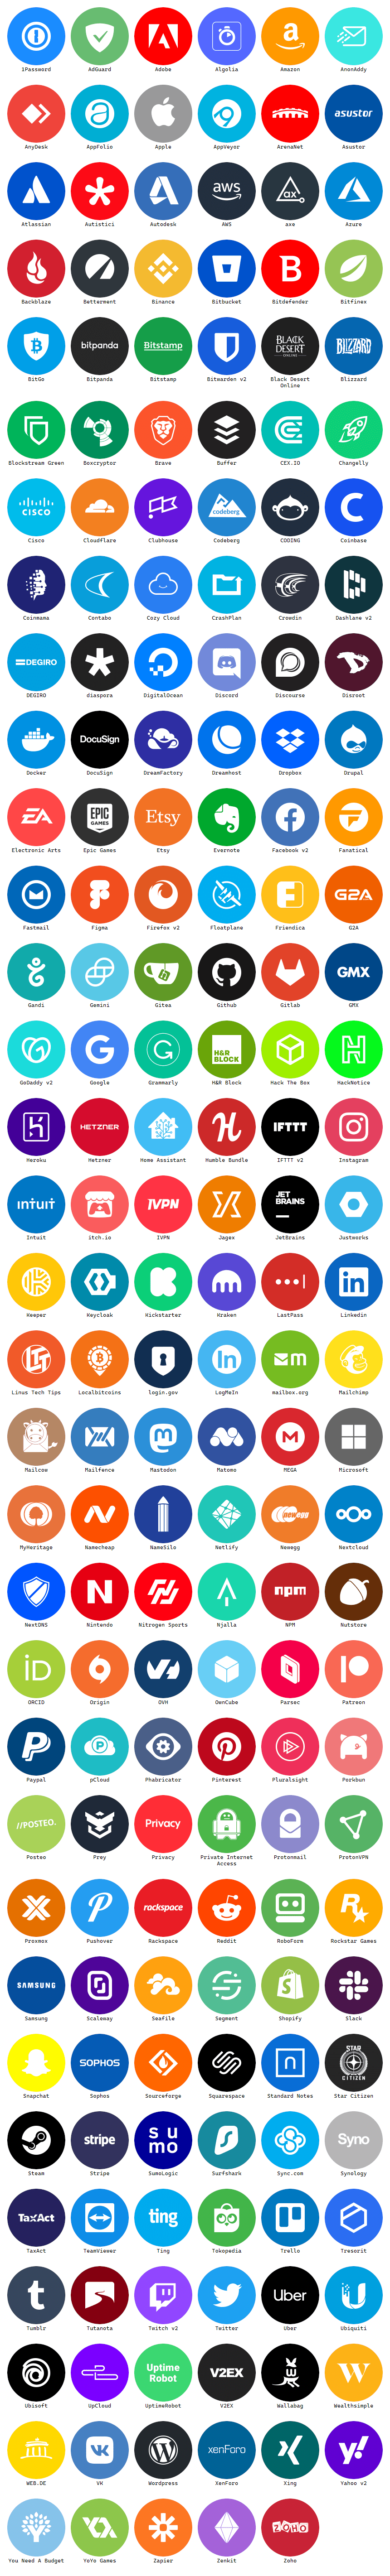 1Password AdGuard Adobe Algolia Amazon AnonAddy
asustor
AnyDesk AppFolio Apple AppVeyor ArenaNet Asustor
aws ax
Atlassian Autistici Autodesk AWS axe Azure
B
Backblaze Betterment Binance Bitbucket Bitdefender Bitfinex
bitpanda Bitstamp BLACK DESERT ONLINE BLIZZARD
BitGo Bitpanda Bitstamp Bitwarden v2 Black Desert Online Blizzard
Blockstream Green Boxcryptor Brave Buffer CEX.IO Changelly
CISCO codeberg C
Cisco Cloudflare Clubhouse Codeberg CODING Coinbase
Coinmama Contabo Cozy Cloud CrashPlan Crowdin Dashlane v2
DEGIRO
DEGIRO diaspora DigitalOcean Discord Discourse Disroot
DocuSign
Docker DocuSign DreamFactory Dreamhost Dropbox Drupal
EA EPIC GAMES Etsy
Electronic Arts Epic Games Etsy Evernote Facebook v2 Fanatical
G2A
Fastmail Figma Firefox v2 Floatplane Friendica G2A
GMX
Gandi Gemini Gitea Github Gitlab GMX
G H&R BLOCK
GoDaddy v2 Google Grammarly H&R Block Hack The Box HackNotice
HETZNER H IFTTT
Heroku Hetzner Home Assistant Humble Bundle IFTTT v2 Instagram
intuit IVPN JET BRAINS
Intuit itch.io IVPN Jagex JetBrains Justworks
in
Keeper Keycloak Kickstarter Kraken LastPass Linkedin
LTT In m
Linus Tech Tips Localbitcoins login.gov LogMeIn mailbox.org Mailchimp
m M
Mailcow Mailfence Mastodon Matomo MEGA Microsoft
newegg
MyHeritage Namecheap NameSilo Netlify Newegg Nextcloud
N npm
NextDNS Nintendo Nitrogen Sports Njalla NPM Nutstore
iD
ORCID Origin OVH OwnCube Parsec Patreon
P P
Paypal pCloud Phabricator Pinterest Pluralsight Porkbun
//POSTEO. Privacy
Posteo Prey Privacy Private Internet Access Protonmail ProtonVPN
P rackspace R
Proxmox Pushover Rackspace Reddit RoboForm Rockstar Games
SAMSUNG S
Samsung Scaleway Seafile Segment Shopify Slack
SOPHOS n STAR CITIZEN
Snapchat Sophos Sourceforge Squarespace Standard Notes Star Citizen
stripe sumo Syno
Steam Stripe SumoLogic Surfshark Sync.com Synology
TaxAct ting
TaxAct TeamViewer Ting Tokopedia Trello Tresorit
t Uber
Tumblr Tutanota Twitch v2 Twitter Uber Ubiquiti
Uptime Robot V2EX W
Ubisoft UpCloud UptimeRobot V2EX Wallabag Wealthsimple
VK W xenForo y!
WEB.DE VK Wordpress XenForo Xing Yahoo v2
ZOHO
You Need A Budget YoYo Games Zapier Zenkit Zoho